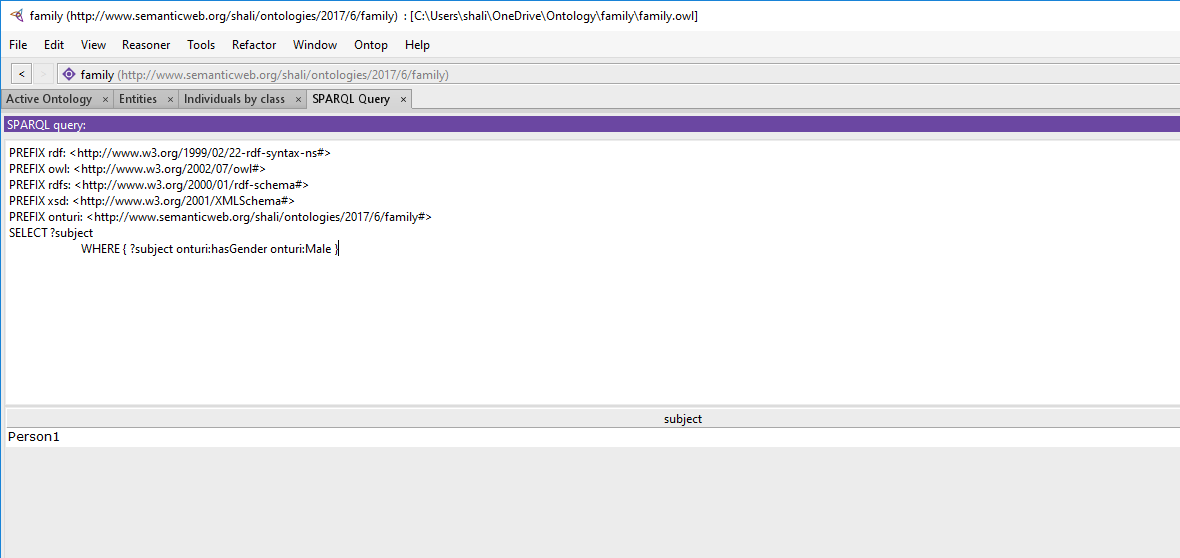 family (http://www.semanticweb.org/shali/ontologies/2017/6/family) : [C:\Users\shali\OneDrive\Ontology\family\family.owl]
File Edit View Reasoner Tools Refactor Window Ontop Help
< > family (http://www.semanticweb.org/shali/ontologies/2017/6/family)
Active Ontology × Entities × Individuals by class × SPARQL Query ×
SPARQL query:
PREFIX rdf: <http://www.w3.org/1999/02/22-rdf-syntax-ns#>
PREFIX owl: <http://www.w3.org/2002/07/owl#>
PREFIX rdfs: <http://www.w3.org/2000/01/rdf-schema#>
PREFIX xsd: <http://www.w3.org/2001/XMLSchema#>
PREFIX onturi: <http://www.semanticweb.org/shali/ontologies/2017/6/family#>
SELECT ?subject
WHERE { ?subject onturi:hasGender onturi:Male }
subject
Person1